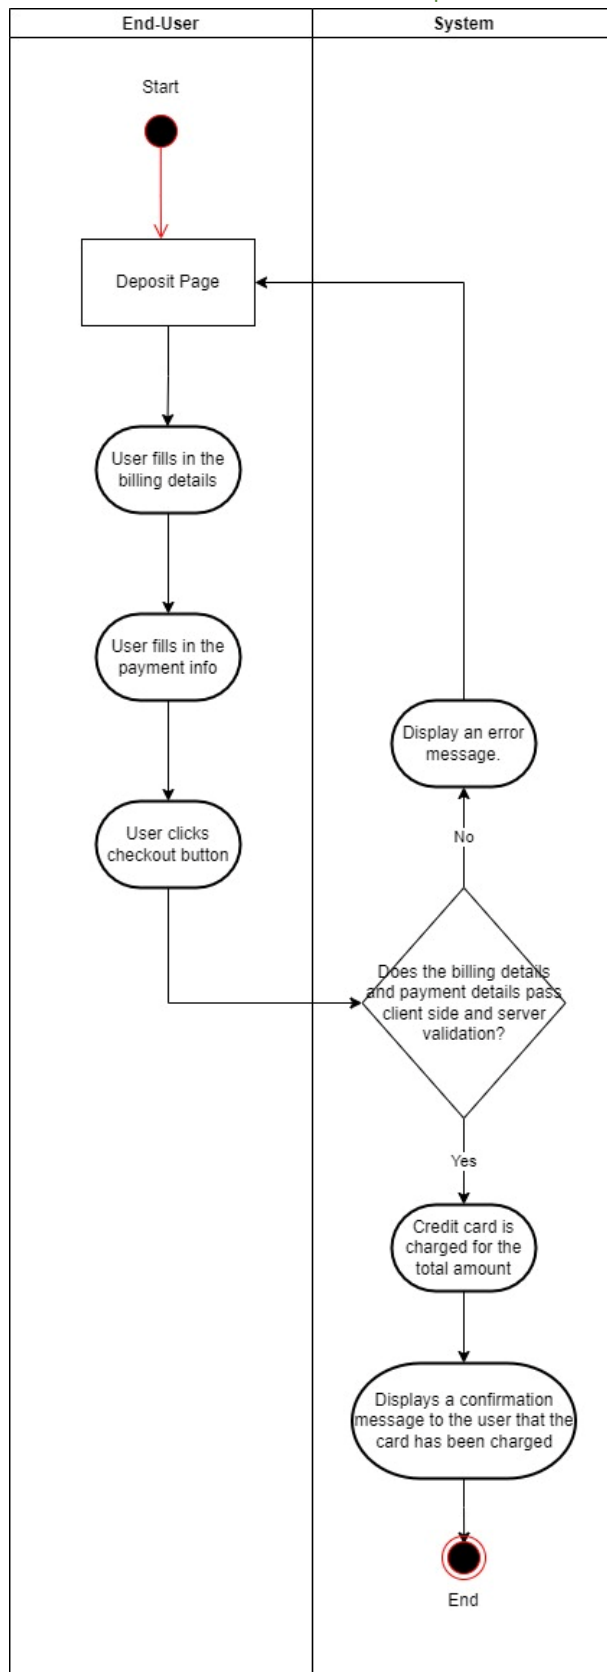 End-User
System
Start
Deposit Page
User fills in the
billing details
User fills in the
payment info
Display an error
message.
User clicks
checkout button
No
Does the billing details
and payment details pass
client side and server
validation?
Yes
Credit card is
charged for the
total amount
Displays a confirmation
message to the user that the
card has been charged
End